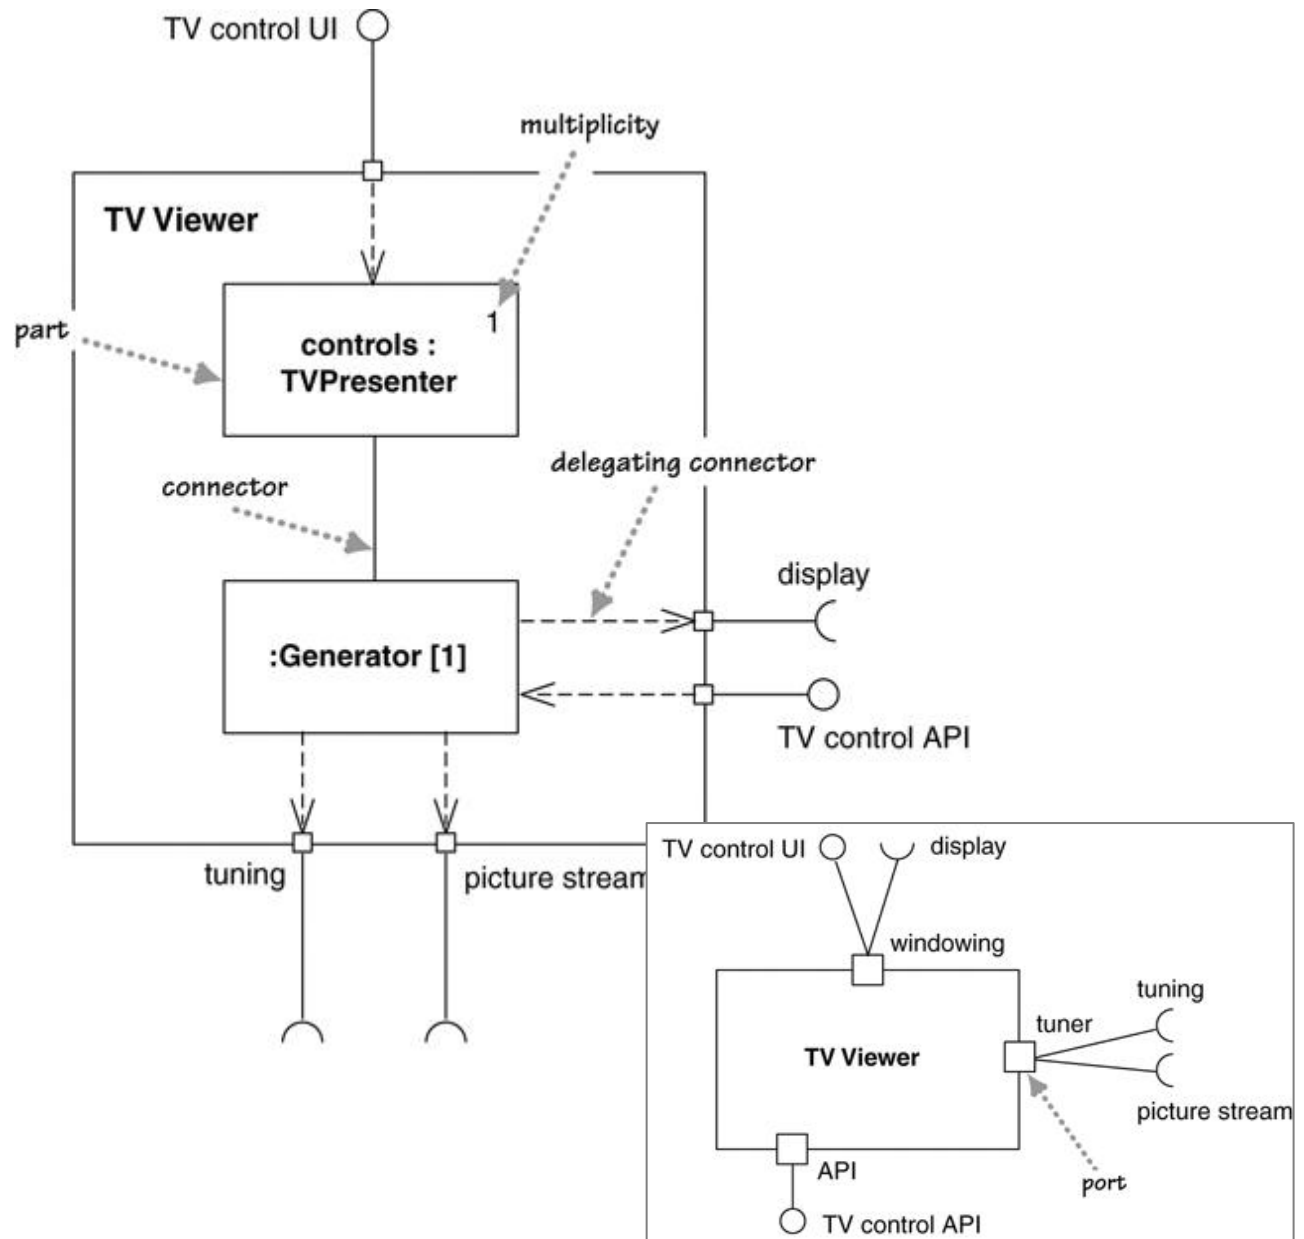 TV control UI
multiplicity
TV Viewer
part
1
controls :
TVPresenter
connector
delegating connector
display
:Generator [1]
TV control API
tuning
picture stream
TV control UI
display
windowing
tuning
tuner
TV Viewer
picture stream
API
port
TV control API